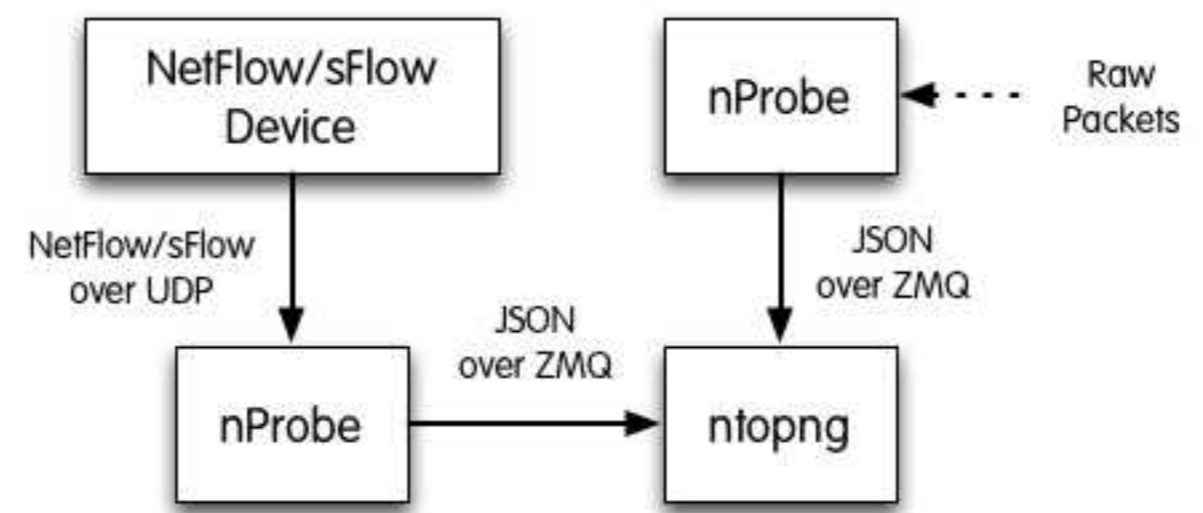 NetFlow/sFlow
Device
nProbe
Raw
Packets
NetFlow/sFlow
over UDP
JSON
over ZMQ
JSON
over ZMQ
nProbe
ntopng